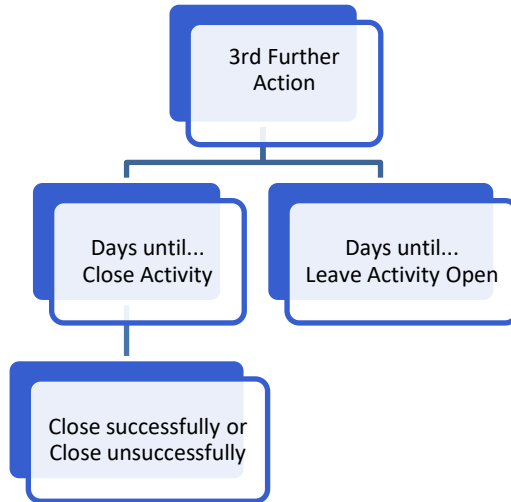 3rd Further
Action
Days until...
Close Activity
Days until...
Leave Activity Open
Close successfully or
Close unsuccessfully